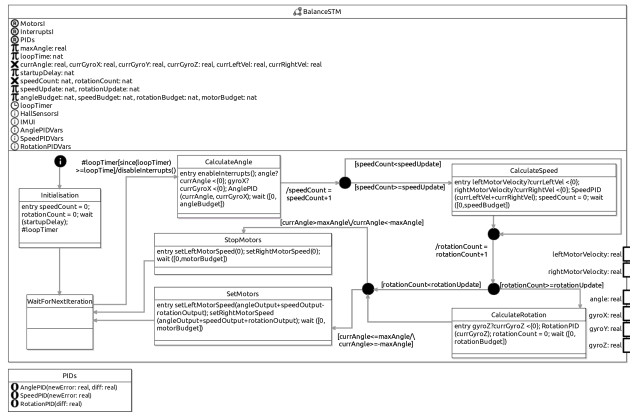 BalanceSTM
MotorsI
InterruptsI
PIDs
maxAngle: real
loopTime: nat
currAngle: real, currGyroX: real, currGyroY: real, currGyroZ: real, currLeftVel: real, currRightVel: real
startupDelay: nat
speedCount: nat, rotationCount: nat
speedUpdate: nat, rotationUpdate: nat
angleBudget: nat, speedBudget: nat, rotationBudget: nat, motorBudget: nat
loopTimer
HallSensorsI
IMUI
AnglePIDVars
SpeedPIDVars
RotationPIDVars
i
#loopTimer[since(loopTimer)
>=loopTime]/disableInterrupts()
CalculateAngle
entry enableInterrupts(); angle?
currAngle <{0}; gyroX?
currGyroX <{0}; AnglePID
(currAngle, currGyroX); wait ([0,
angleBudget])
/speedCount =
speedCount+1
[speedCount<speedUpdate]
[speedCount>=speedUpdate]
CalculateSpeed
entry leftMotorVelocity?currLeftVel <{0};
rightMotorVelocity?currRightVel <{0}; SpeedPID
(currLeftVel+currRightVel); speedCount = 0; wait
([0,speedBudget])
Initialisation
entry speedCount = 0;
rotationCount = 0; wait
(startupDelay);
#loopTimer
[currAngle>maxAngle\/currAngle<-maxAngle]
StopMotors
entry setLeftMotorSpeed(0); setRightMotorSpeed(0);
wait ([0,motorBudget])
/rotationCount =
rotationCount+1
leftMotorVelocity: real
rightMotorVelocity: real
WaitForNextIteration
SetMotors
entry setLeftMotorSpeed(angleOutput+speedOutput-
rotationOutput); setRightMotorSpeed
(angleOutput+speedOutput+rotationOutput); wait ([0,
motorBudget])
[rotationCount<rotationUpdate]
[rotationCount>=rotationUpdate]
angle: real
gyroX: real
gyroY: real
gyroZ: real
CalculateRotation
entry gyroZ?currGyroZ <{0}; RotationPID
(currGyroZ); rotationCount = 0; wait ([0,
rotationBudget])
[currAngle<=maxAngle/\
currAngle>=-maxAngle]
PIDs
AnglePID(newError: real, diff: real)
SpeedPID(newError: real)
RotationPID(diff: real)